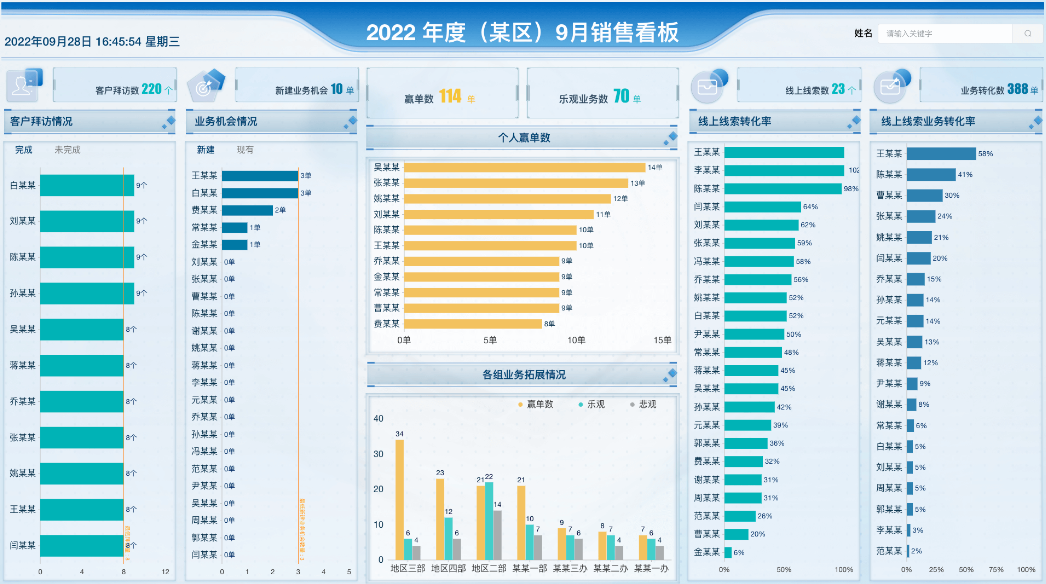 2022 年度（某区）9月销售看板
2022年09月28日 16:45:54 星期三
姓名 请输入关键字
客户拜访数 220 个
新建业务机会 10 单
赢单数 114 单
乐观业务数 70 单
线上线索数 23 个
业务转化数 388 单
客户拜访情况
完成 未完成
白某某 9个
刘某某 9个
陈某某 9个
孙某某 9个
吴某某 8个
蒋某某 8个
乔某某 8个
张某某 8个
姚某某 8个
王某某 8个
闫某某 8个
0 4 8 12
业务机会情况
新建 现有
王某某 3单
白某某 3单
费某某 2单
常某某 1单
金某某 1单
刘某某 0单
张某某 0单
曹某某 0单
陈某某 0单
谢某某 0单
姚某某 0单
蒋某某 0单
李某某 0单
元某某 0单
乔某某 0单
孙某某 0单
冯某某 0单
范某某 0单
尹某某 0单
吴某某 0单
周某某 0单
郭某某 0单
闫某某 0单
0 1 2 3 4 5
个人赢单数
吴某某 14单
张某某 13单
姚某某 12单
刘某某 11单
陈某某 10单
王某某 10单
乔某某 9单
金某某 9单
常某某 9单
曹某某 9单
费某某 8单
0单 5单 10单 15单
各组业务拓展情况
赢单数 乐观 悲观
40
30
20
10
0
34 6 4
23 12 6
21 22 14
21 10 7
9 7 6
8 7 4
7 6 4
地区三部 地区四部 地区二部 某某一部 某某三办 某某二办 某某一办
线上线索转化率
王某某
李某某 102
陈某某 98%
闫某某 64%
刘某某 62%
张某某 59%
冯某某 58%
乔某某 56%
姚某某 52%
白某某 52%
尹某某 50%
常某某 48%
蒋某某 45%
吴某某 45%
孙某某 42%
元某某 39%
郭某某 36%
费某某 32%
谢某某 31%
周某某 31%
范某某 26%
曹某某 20%
金某某 6%
0% 50% 100%
线上线索业务转化率
王某某 58%
陈某某 41%
曹某某 30%
张某某 24%
姚某某 21%
闫某某 20%
乔某某 15%
孙某某 14%
元某某 14%
吴某某 13%
蒋某某 12%
尹某某 9%
谢某某 8%
常某某 6%
白某某 5%
刘某某 5%
周某某 5%
郭某某 5%
李某某 3%
范某某 2%
0% 25% 50% 75% 100%